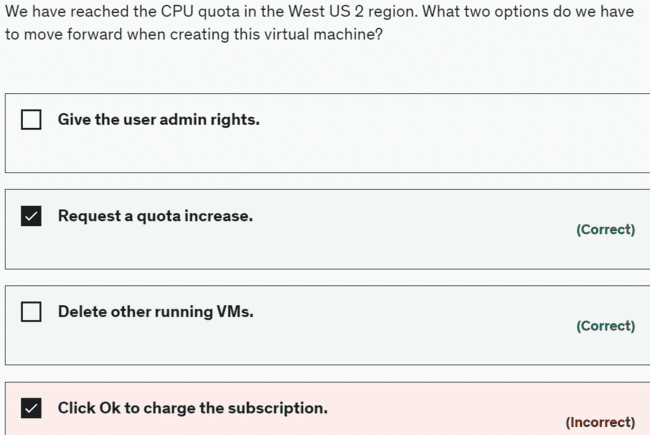 We have reached the CPU quota in the West US 2 region. What two options do we have
to move forward when creating this virtual machine?
Give the user admin rights.
Request a quota increase.
(Correct)
Delete other running VMs.
(Correct)
Click Ok to charge the subscription.
(Incorrect)